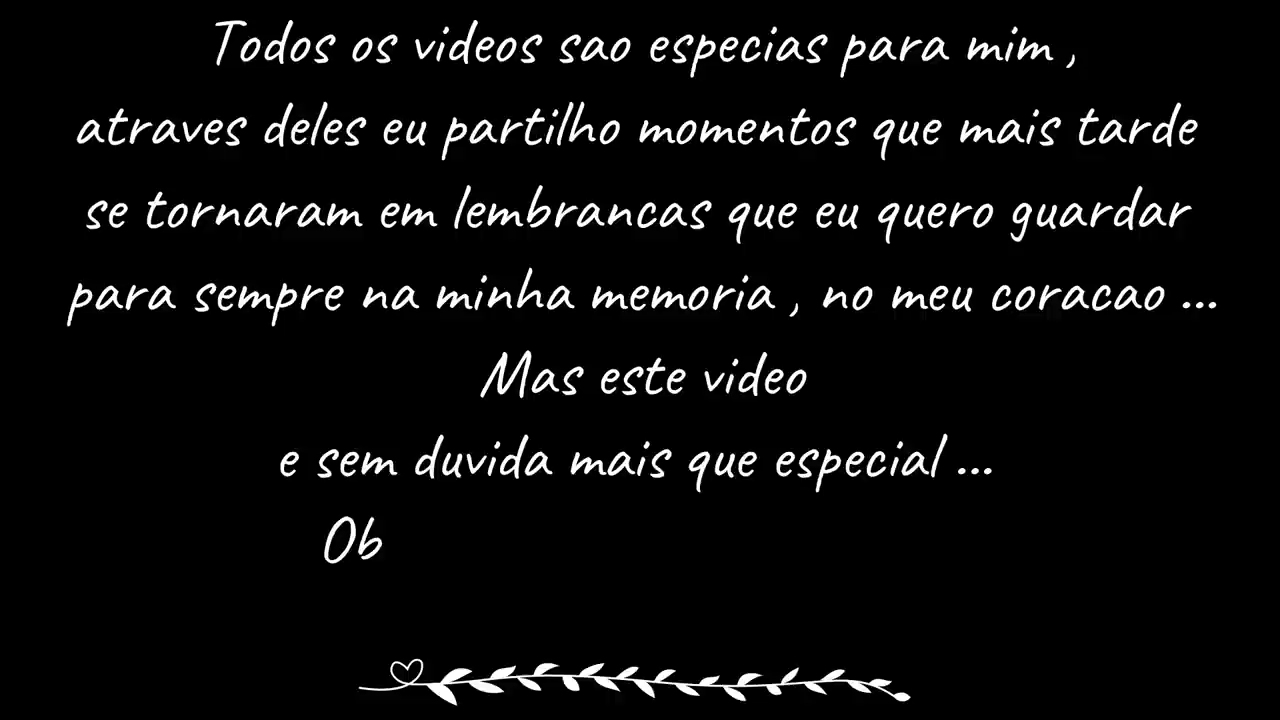 Todos os videos sao especias para mim ,
atraves deles eu partilho momentos que mais tarde
se tornaram em lembrancas que eu quero guardar
para sempre na minha memoria , no meu coracao ...
Mas este video
e sem duvida mais que especial ...
Ob